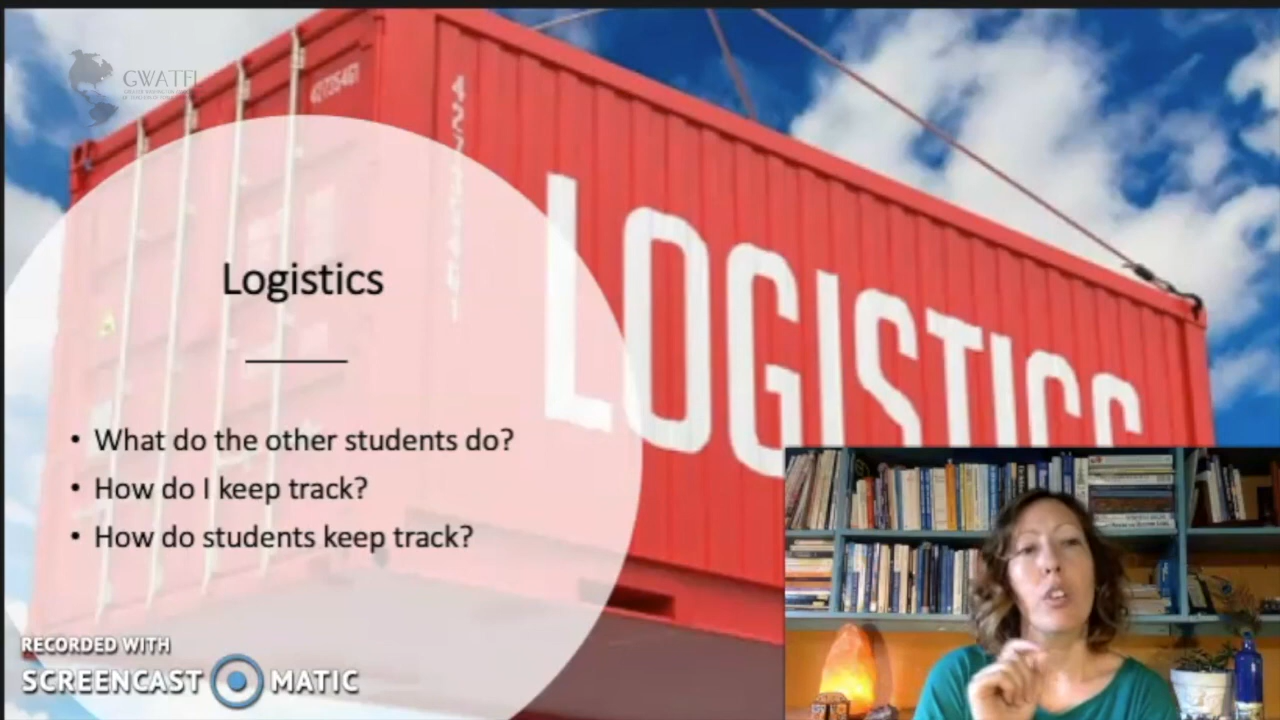 GWATFL
Logistics
• What do the other students do?
• How do I keep track?
• How do students keep track?
LOGISTICS
RECORDED WITH
SCREENCAST MATIC